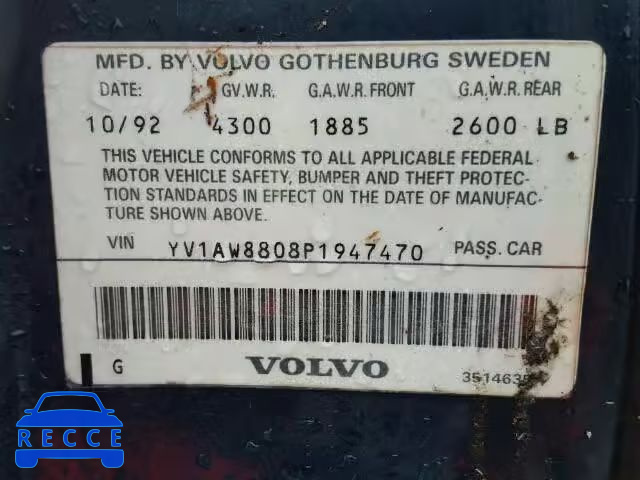 MFD. BY VOLVO GOTHENBURG SWEDEN
DATE: GV.W.R. G.A.W.R. FRONT G.A.W.R. REAR
10/92 4300 1885 2600 LB
THIS VEHICLE CONFORMS TO ALL APPLICABLE FEDERAL
MOTOR VEHICLE SAFETY, BUMPER AND THEFT PROTEC-
TION STANDARDS IN EFFECT ON THE DATE OF MANUFAC-
TURE SHOWN ABOVE.
VIN YV1AW8808P1947470 PASS. CAR
G VOLVO
RECCE